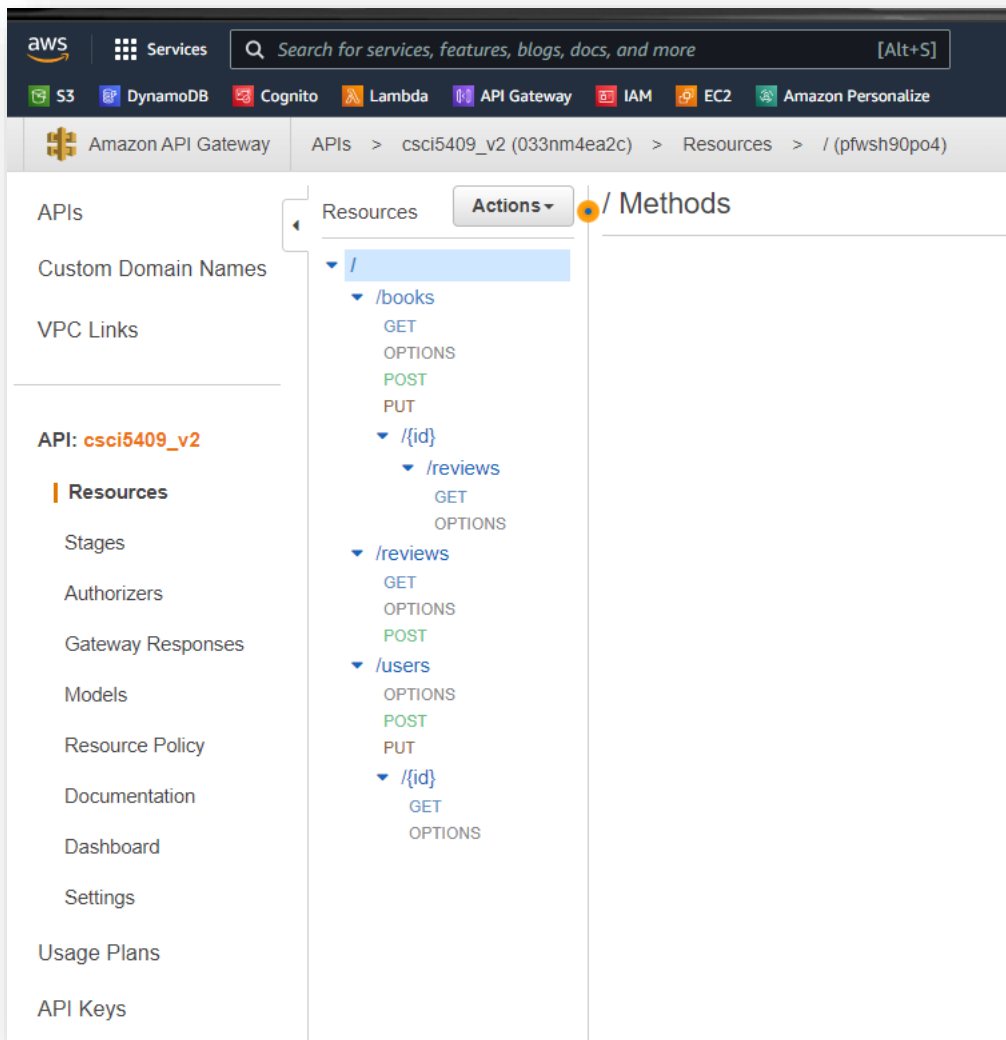 aws Services Search for services, features, blogs, docs, and more [Alt+S]
S3 DynamoDB Cognito Lambda API Gateway IAM EC2 Amazon Personalize
Amazon API Gateway APIs > csci5409_v2 (033nm4ea2c) > Resources > / (pfwsh90po4)
APIs
Custom Domain Names
VPC Links
API: csci5409_v2
Resources
Stages
Authorizers
Gateway Responses
Models
Resource Policy
Documentation
Dashboard
Settings
Usage Plans
API Keys
Resources Actions
/
/books
GET
OPTIONS
POST
PUT
/{id}
/reviews
GET
OPTIONS
/reviews
GET
OPTIONS
POST
/users
OPTIONS
POST
PUT
/{id}
GET
OPTIONS
/ Methods